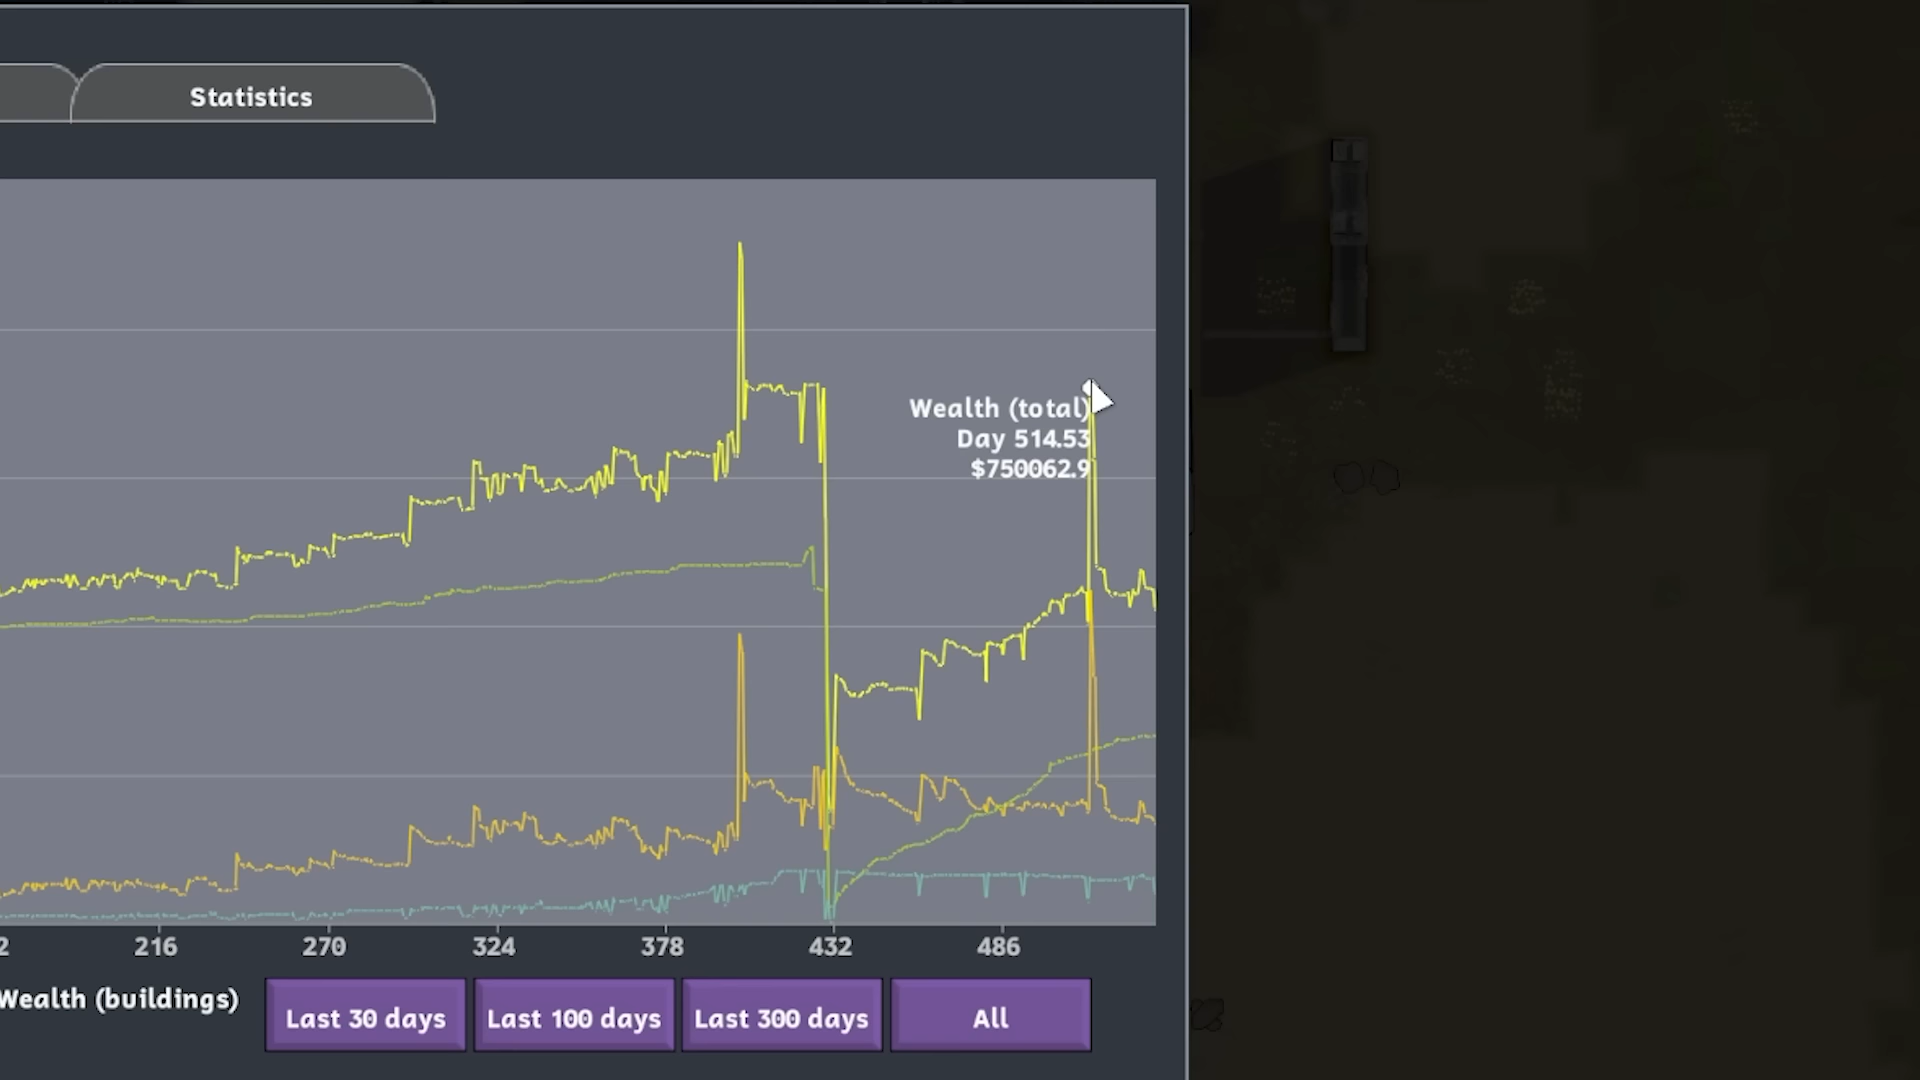 Statistics
Wealth (total)
Day 514.53
$750062.9
2 216 270 324 378 432 486
Wealth (buildings)
Last 30 days Last 100 days Last 300 days All